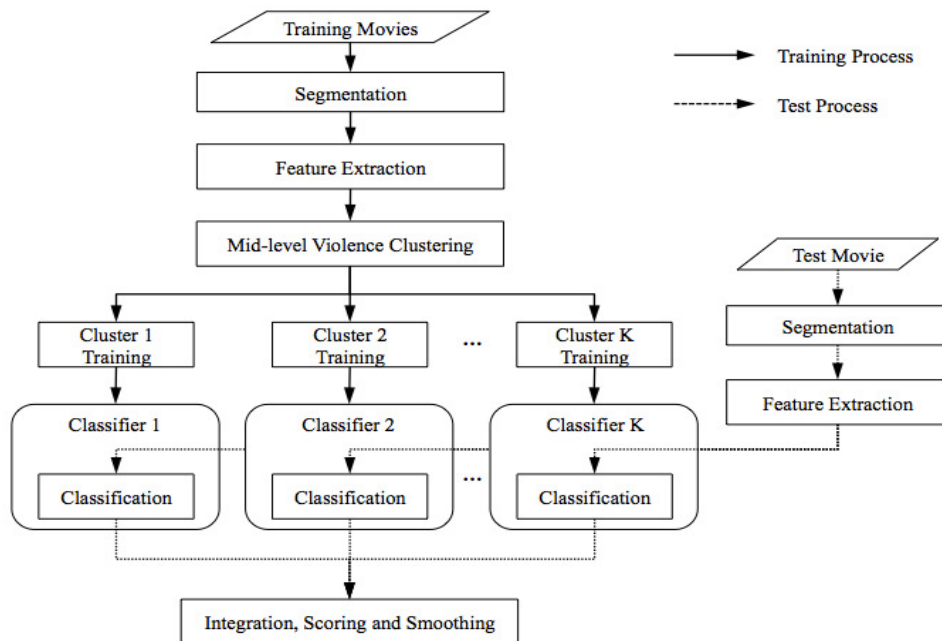 Training Movies
Training Process
Segmentation
Test Process
Feature Extraction
Mid-level Violence Clustering
Test Movie
Segmentation
Cluster 1
Training
Cluster 2
Training
...
Cluster K
Training
Feature Extraction
Classifier 1
Classifier 2
Classifier K
Classification
Classification
...
Classification
Integration, Scoring and Smoothing